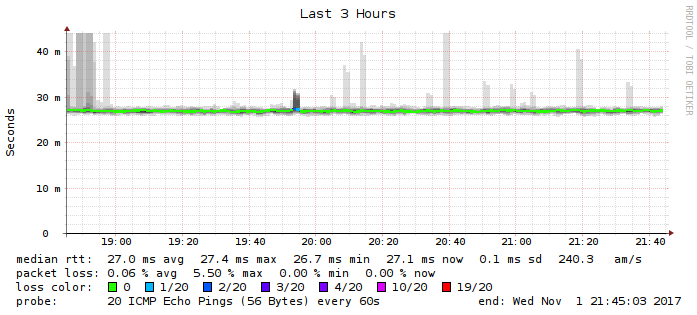 Last 3 Hours
RRDTOOL / TOBI OETIKER
Seconds
40 m
30 m
20 m
10 m
0
19:00 19:20 19:40 20:00 20:20 20:40 21:00 21:20 21:40
median rtt: 27.0 ms avg 27.4 ms max 26.7 ms min 27.1 ms now 0.1 ms sd 240.3 am/s
packet loss: 0.06 % avg 5.50 % max 0.00 % min 0.00 % now
loss color: 0 1/20 2/20 3/20 4/20 10/20 19/20
probe: 20 ICMP Echo Pings (56 Bytes) every 60s end: Wed Nov 1 21:45:03 2017